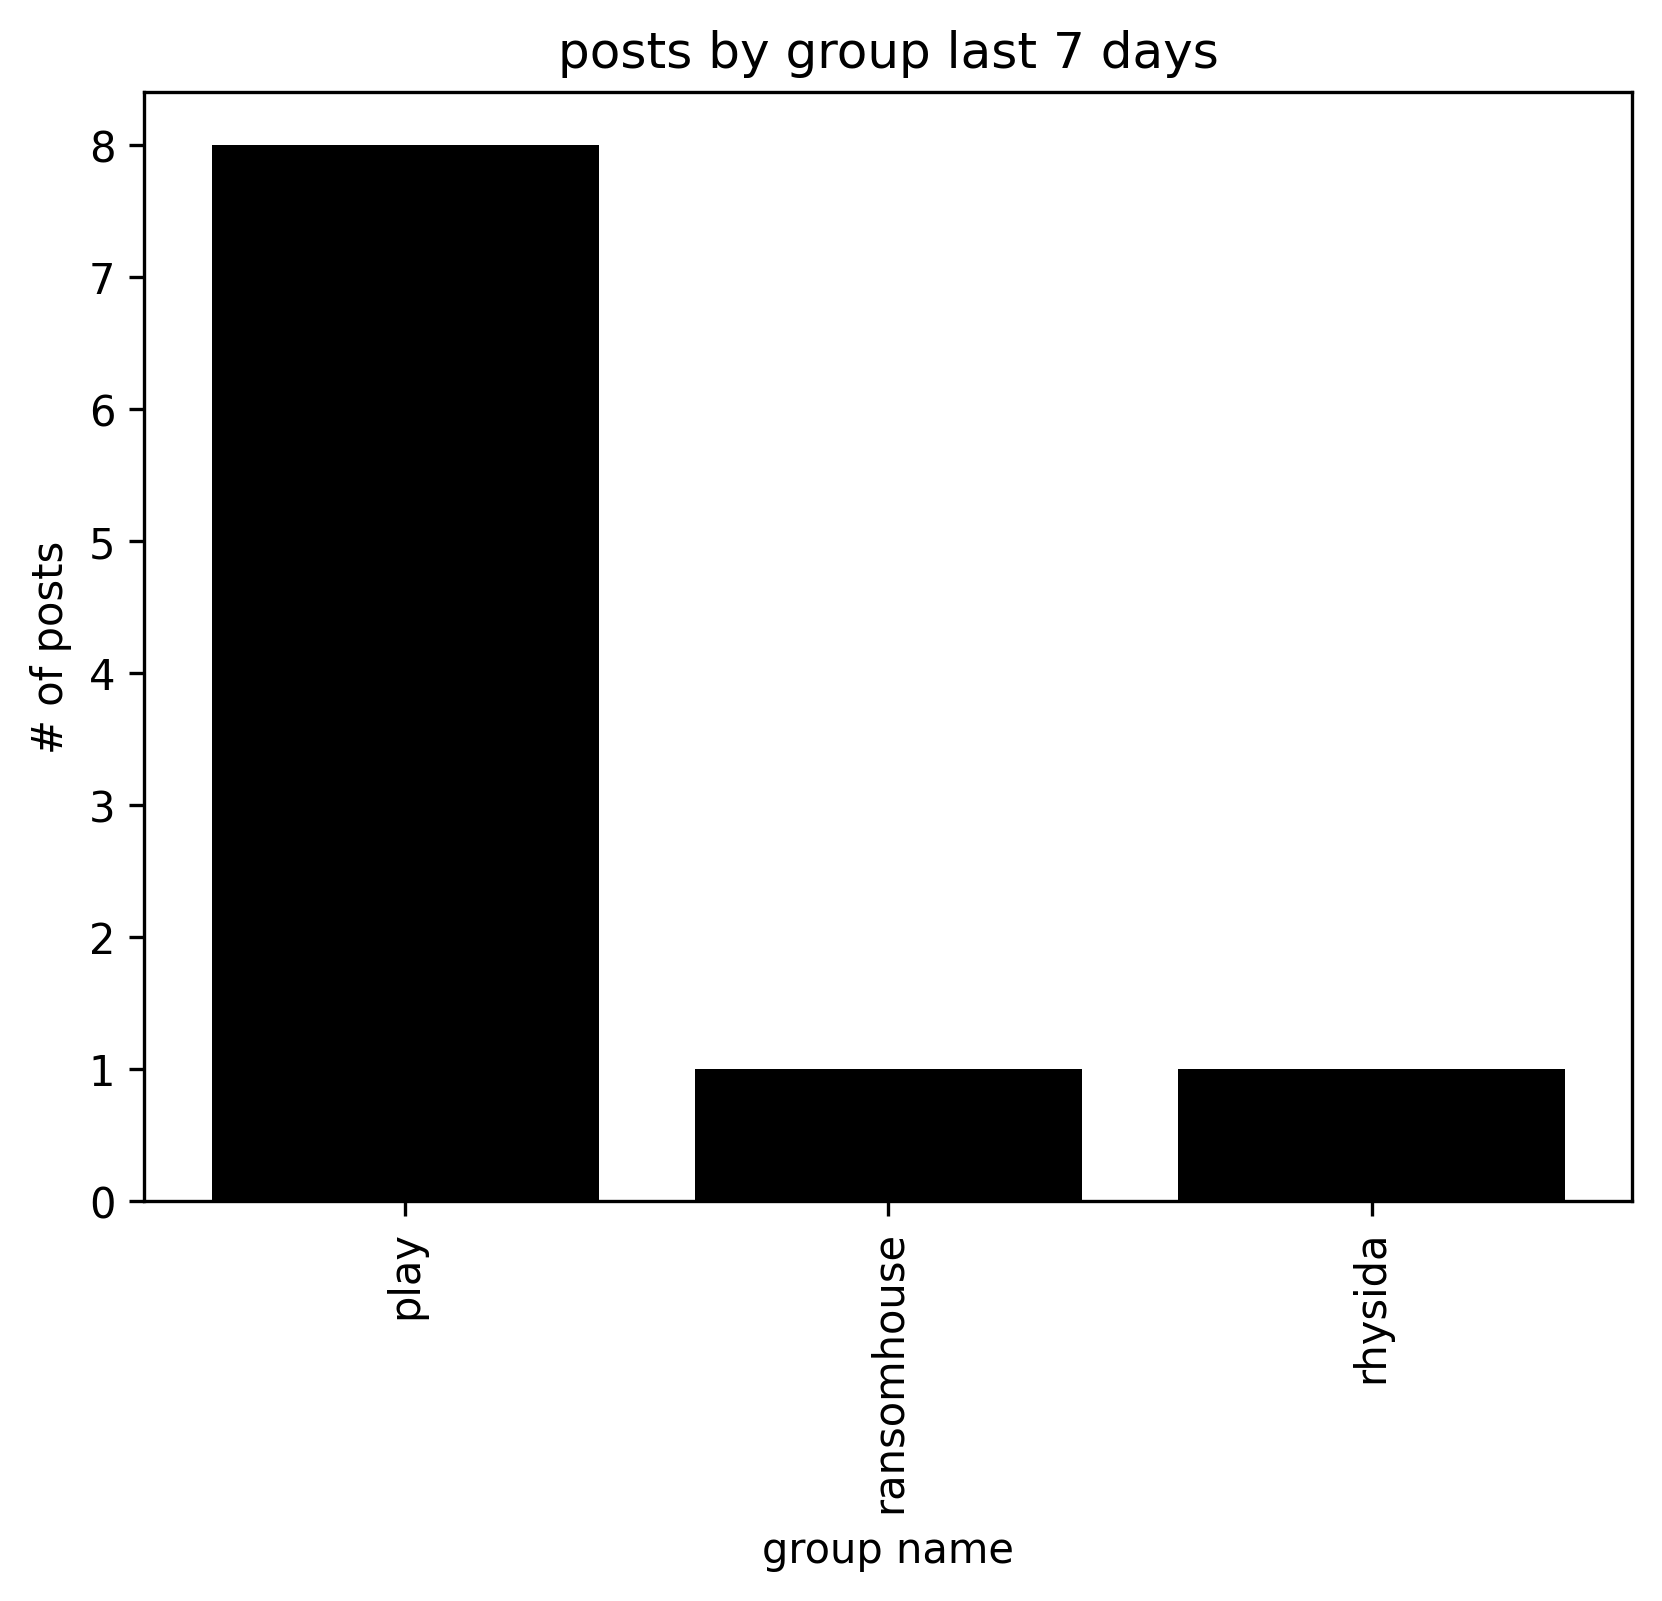 posts by group last 7 days
# of posts
8
7
6
5
4
3
2
1
0
play
ransomhouse
rhysida
group name